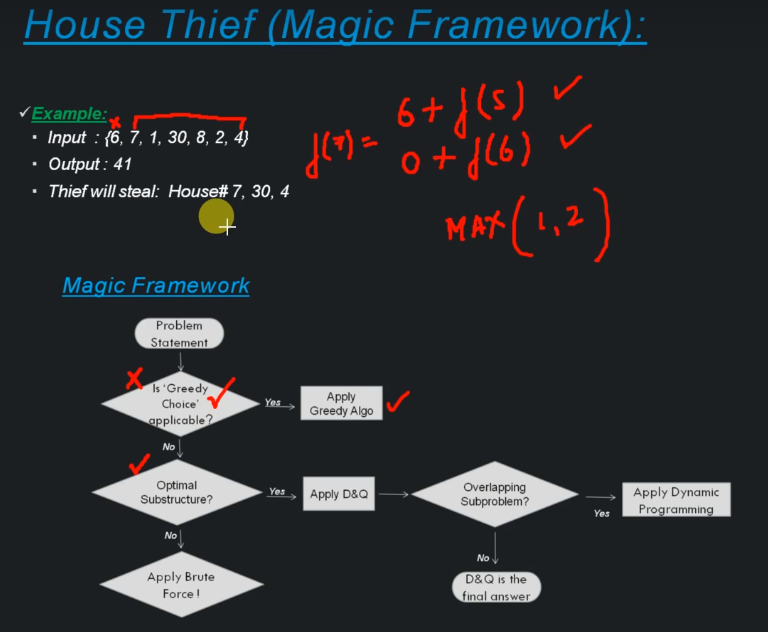 House Thief (Magic Framework):
✓Example:
▪ Input : {6, 7, 1, 30, 8, 2, 4}
▪ Output : 41
▪ Thief will steal: House# 7, 30, 4
f(7) =
6 + f(5) ✓
0 + f(6) ✓
MAX(1,2)
Magic Framework
Problem
Statement
Is 'Greedy
Choice'
applicable?
Yes
Apply
Greedy Algo
No
Optimal
Substructure?
Yes
Apply D&Q
Overlapping
Subproblem?
Yes
Apply Dynamic
Programming
No
Apply Brute
Force !
No
D&Q is the
final answer